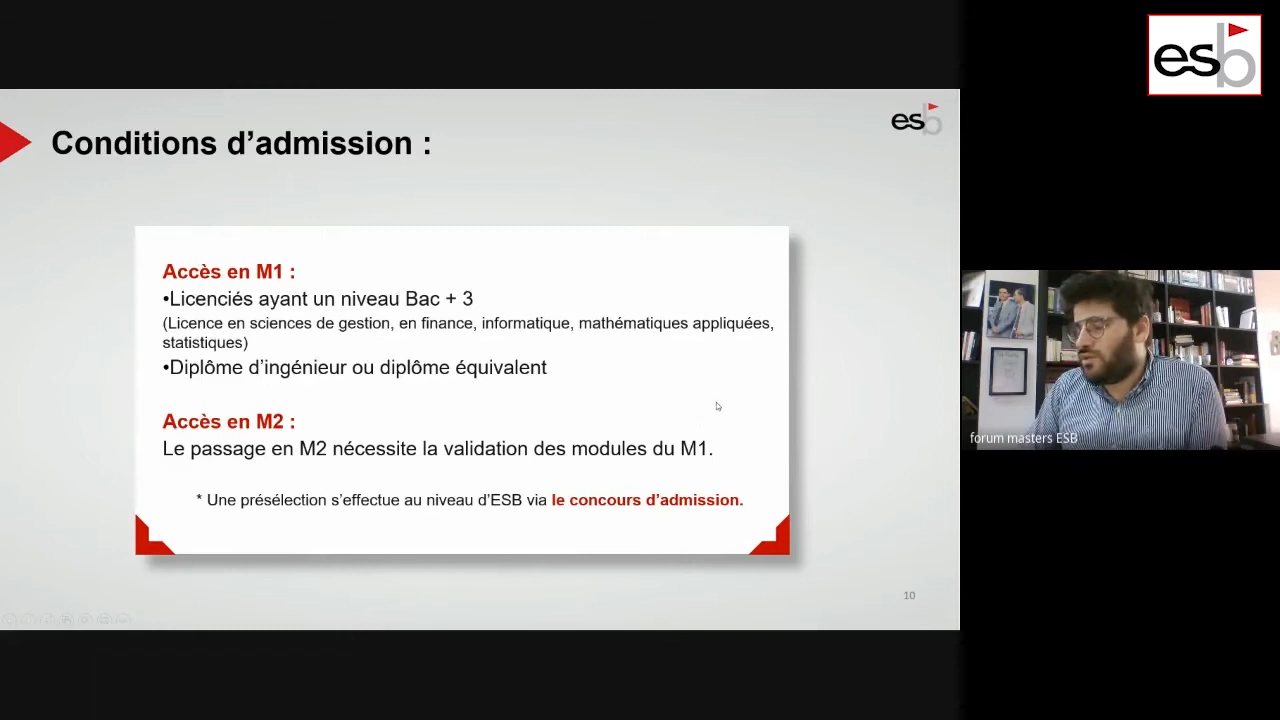 esb
esb
Conditions d’admission :
Accès en M1 :
•Licenciés ayant un niveau Bac + 3
(Licence en sciences de gestion, en finance, informatique, mathématiques appliquées,
statistiques)
•Diplôme d’ingénieur ou diplôme équivalent
Accès en M2 :
Le passage en M2 nécessite la validation des modules du M1.
* Une présélection s’effectue au niveau d’ESB via le concours d’admission.
forum masters ESB
10